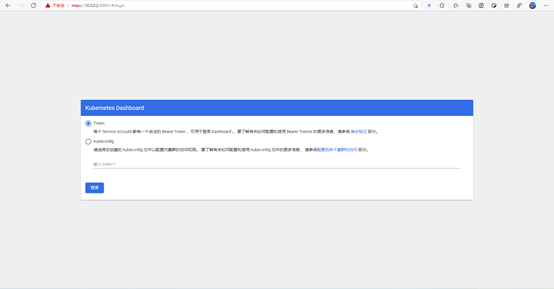 不安全 https://10.0.0.2:30001/#/login
Kubernetes Dashboard
Token
每个 Service Account 都有一个合法的 Bearer Token ，可用于登录 Dashboard 。 要了解有关如何配置和使用 Bearer Tokens 的更多信息，请参阅 身份验证 部分。
Kubeconfig
请选择您创建的 kubeconfig 文件以配置对集群的访问权限。 要了解有关如何配置和使用 kubeconfig 文件的更多信息，请参阅配置到多个集群的访问 部分。
输入 token *
登录